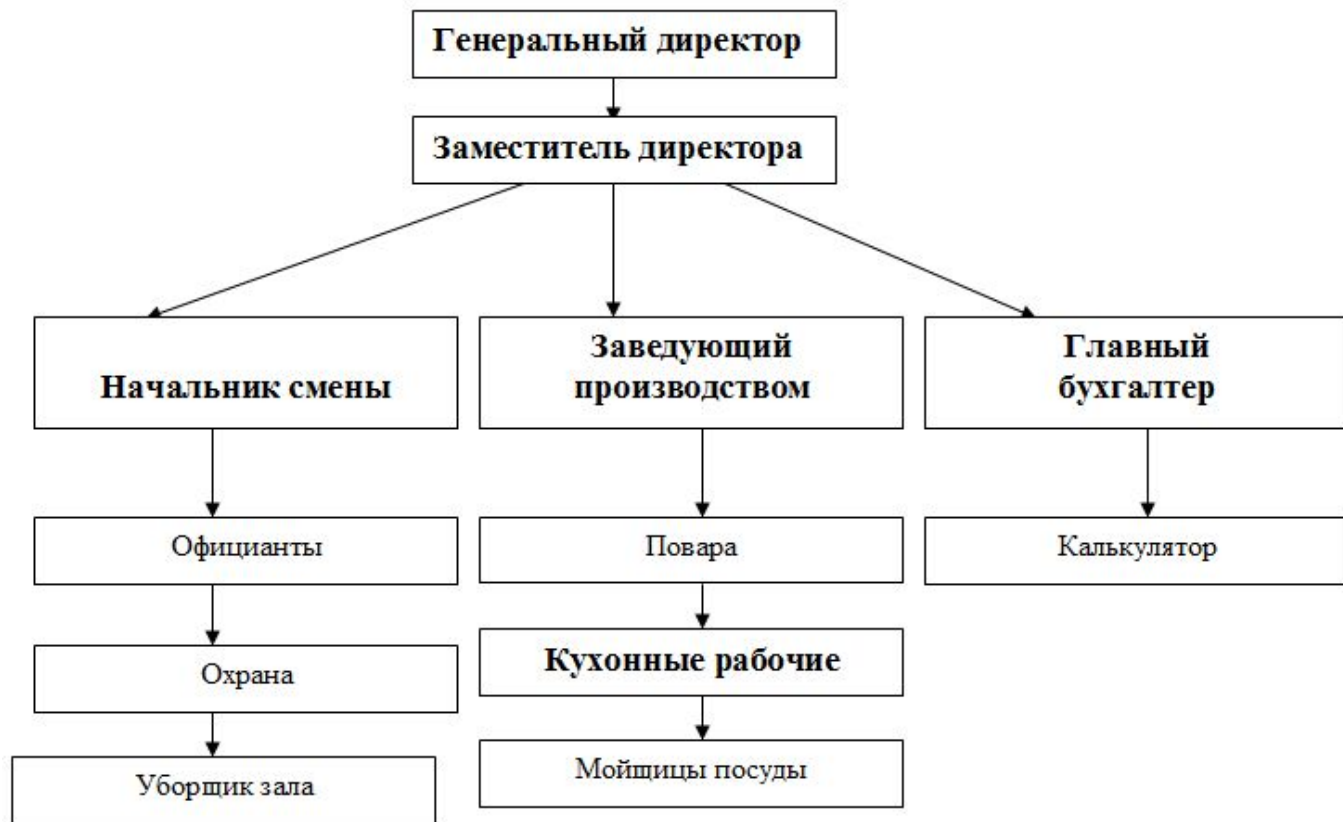 Генеральный директор
Заместитель директора
Начальник смены
Заведующий
производством
Главный
бухгалтер
Официанты
Повара
Калькулятор
Охрана
Кухонные рабочие
Уборщик зала
Мойщицы посуды